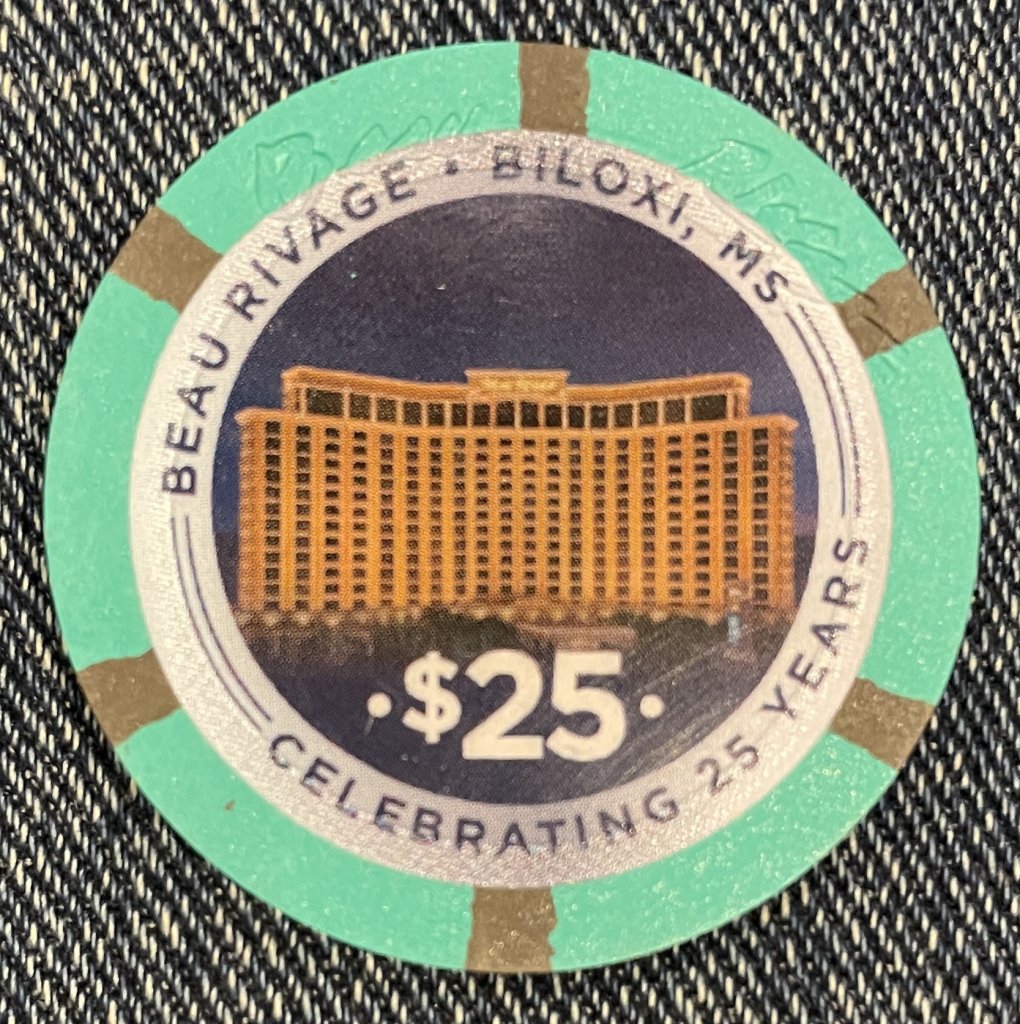 BEAU RIVAGE • BILOXI, MS
$25
CELEBRATING 25 YEARS